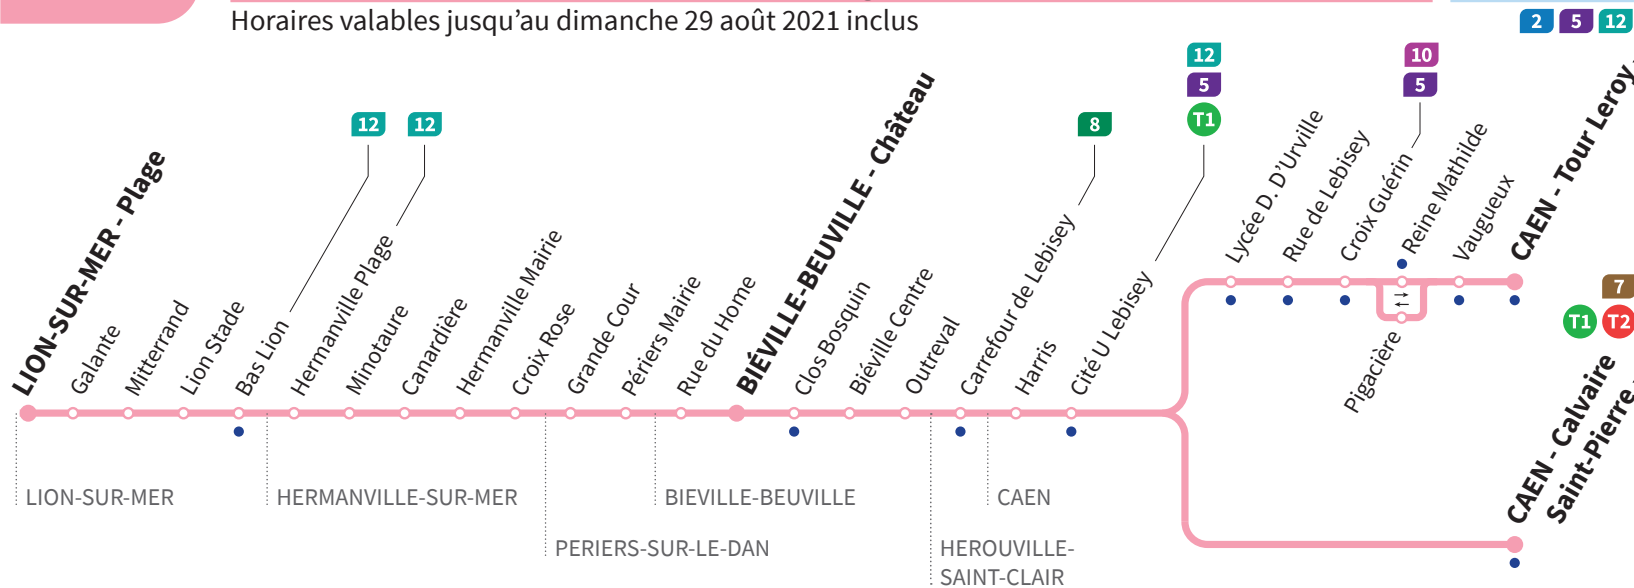 Horaires valables jusqu’au dimanche 29 août 2021 inclus
2 5 12
12
5
T1
10
5
12
12
8
LION-SUR-MER - Plage
Galante
Mitterrand
Lion Stade
Bas Lion
Hermanville Plage
Minotaure
Canardière
Hermanville Mairie
Croix Rose
Grande Cour
Périers Mairie
Rue du Home
BIÉVILLE-BEUVILLE - Château
Clos Bosquin
Biéville Centre
Outreval
Carrefour de Lebisey
Harris
Cité U Lebisey
Lycée D. D’Urville
Rue de Lebisey
Croix Guérin
Reine Mathilde
Pigacière
Vaugueux
CAEN - Tour Leroy
7
T1 T2
CAEN - Calvaire
Saint-Pierre
LION-SUR-MER
HERMANVILLE-SUR-MER
BIEVILLE-BEUVILLE
CAEN
PERIERS-SUR-LE-DAN
HEROUVILLE-
SAINT-CLAIR